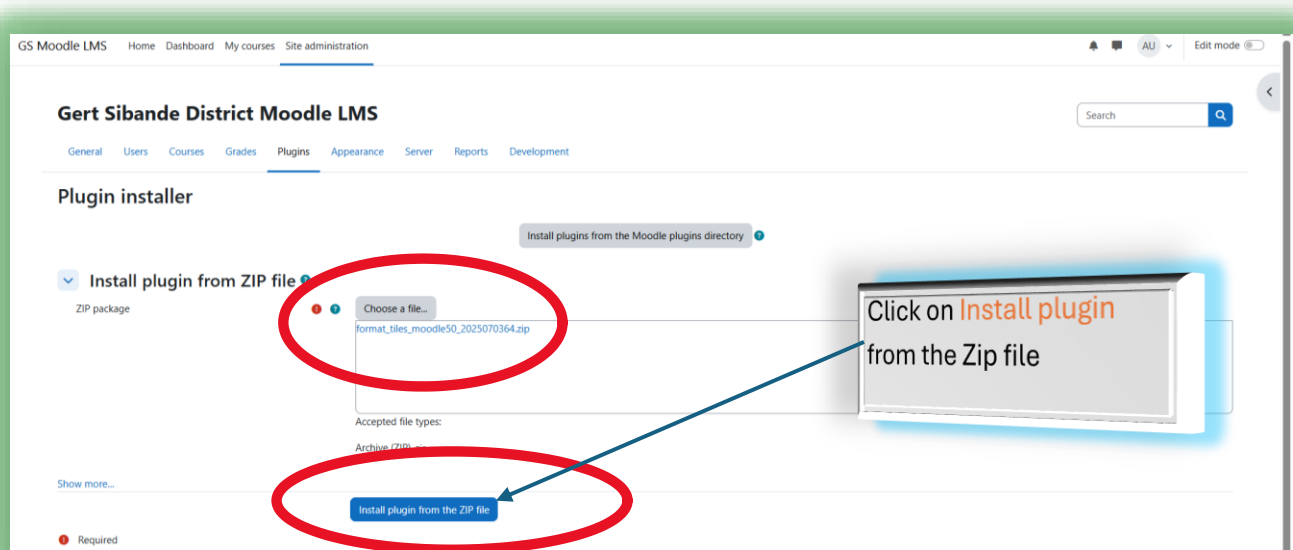 GS Moodle LMS Home Dashboard My courses Site administration AU Edit mode
Gert Sibande District Moodle LMS
Search
General Users Courses Grades Plugins Appearance Server Reports Development
Plugin installer
Install plugins from the Moodle plugins directory
Install plugin from ZIP file
ZIP package
Choose a file...
format_tiles_moodle50_2025070364.zip
Click on Install plugin
from the Zip file
Accepted file types:
Archive (ZIP)
Show more...
Install plugin from the ZIP file
Required